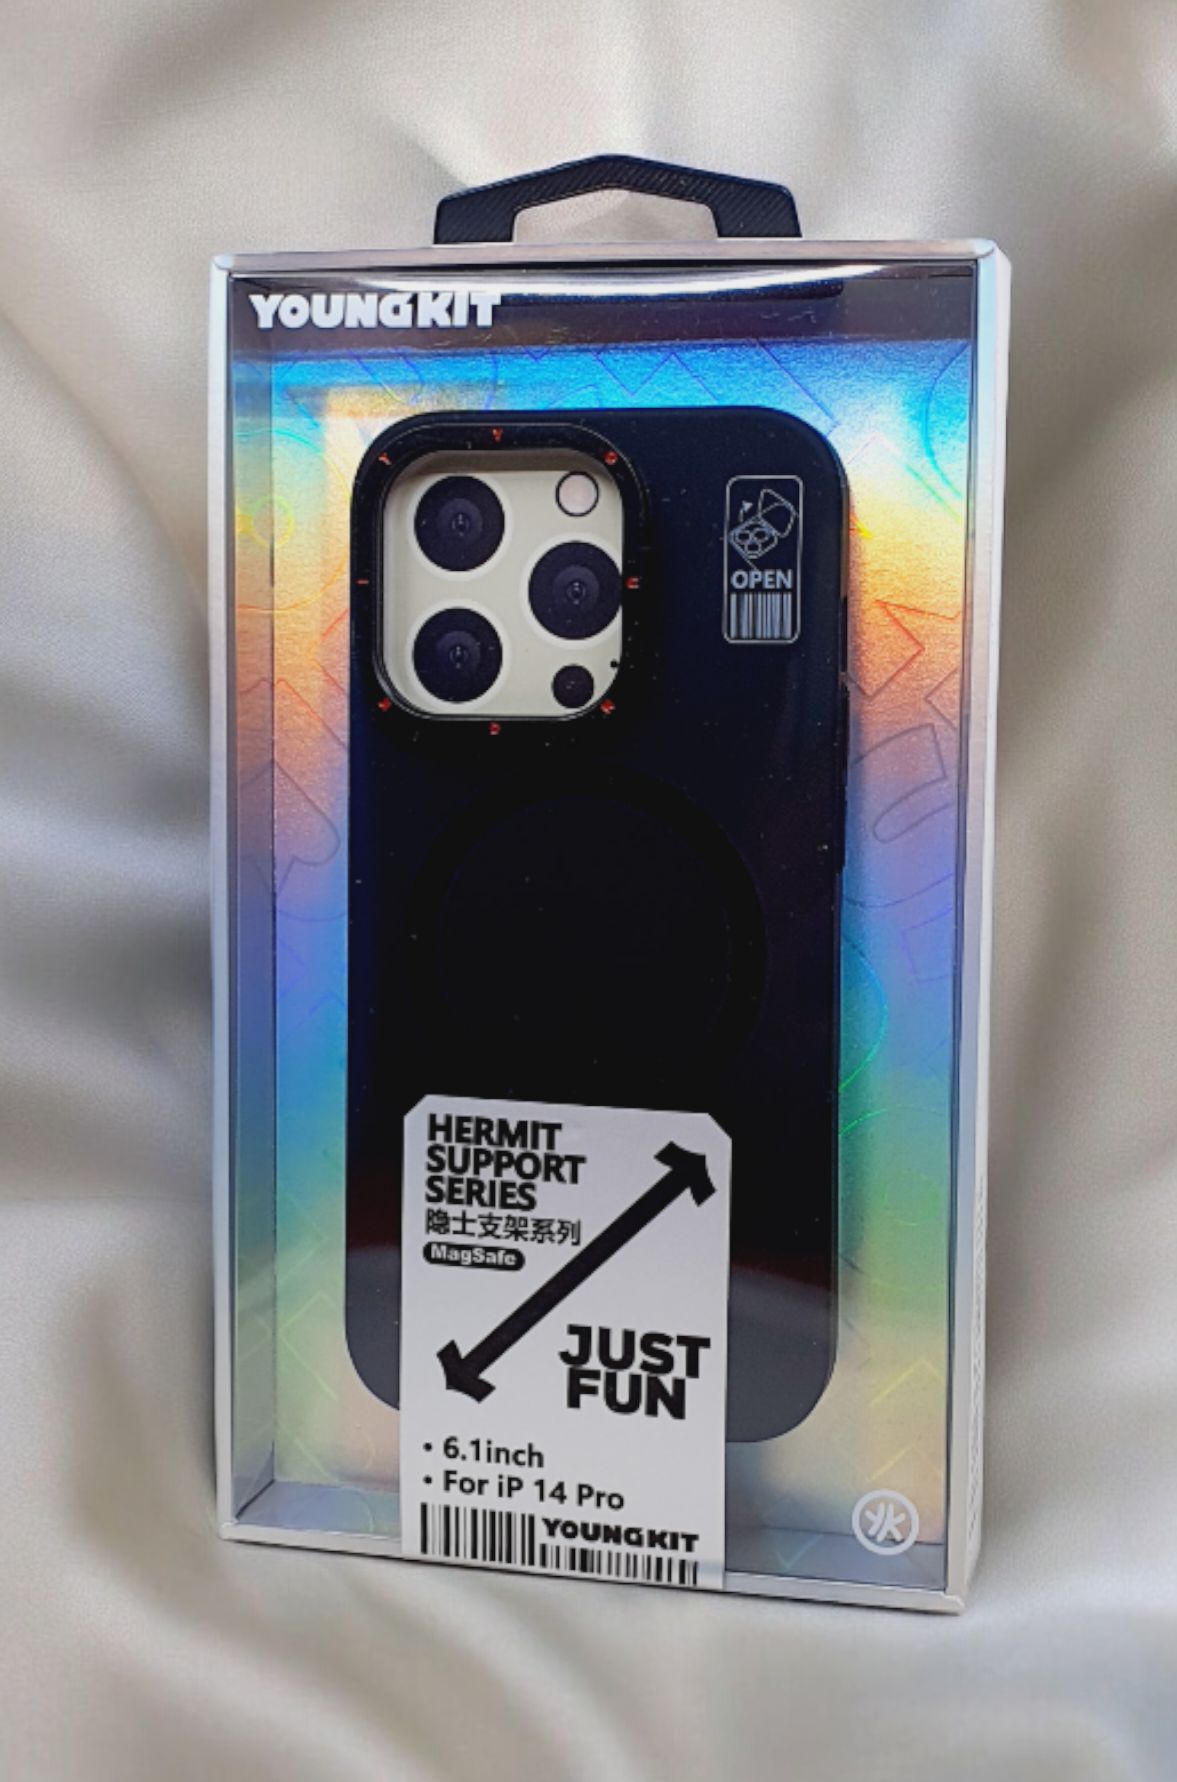 YOUNGKIT
OPEN
HERMIT
SUPPORT
SERIES
隐士支架系列
MagSafe
JUST
FUN
• 6.1inch
• For iP 14 Pro
YOUNGKIT